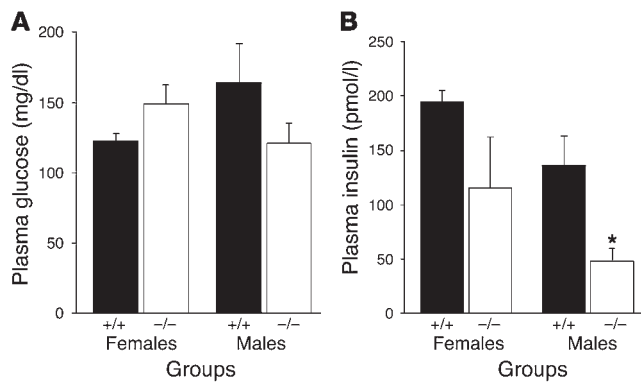 A
Plasma glucose (mg/dl)
200
150
100
50
0
+/+ –/– +/+ –/–
Females Males
Groups
B
Plasma insulin (pmol/l)
250
200
150
100
50
0
*
+/+ –/– +/+ –/–
Females Males
Groups